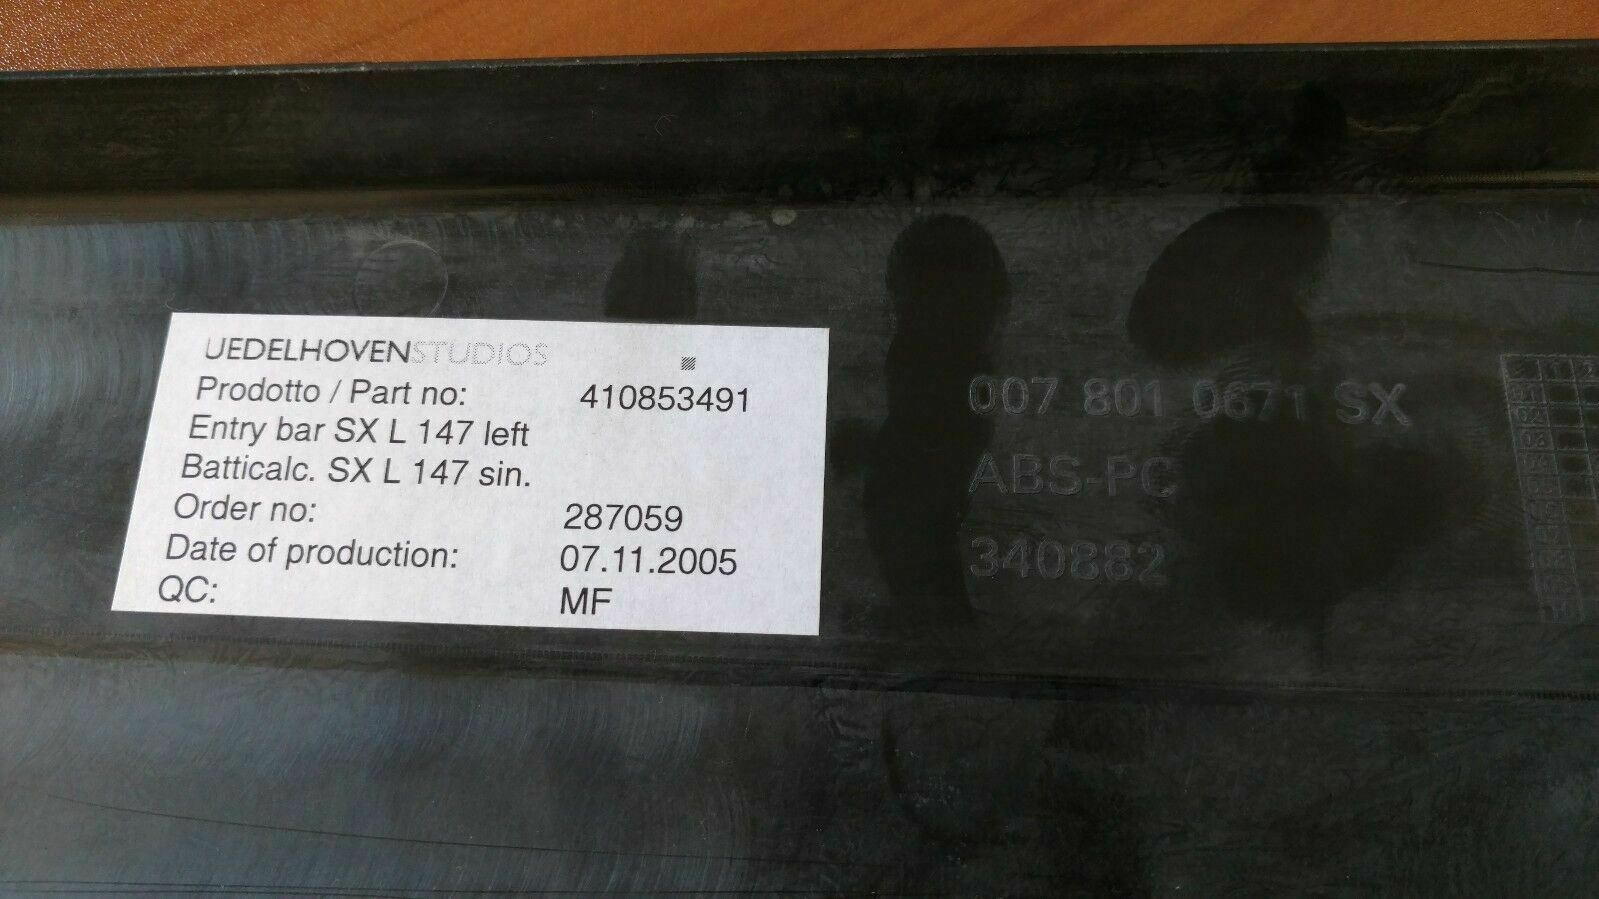 UEDELHOVENSTUDIOS
Prodotto / Part no: 410853491
Entry bar SX L 147 left
Batticalc. SX L 147 sin.
Order no: 287059
Date of production: 07.11.2005
QC: MF
007 801 0671 SX
ABS-PC
340882